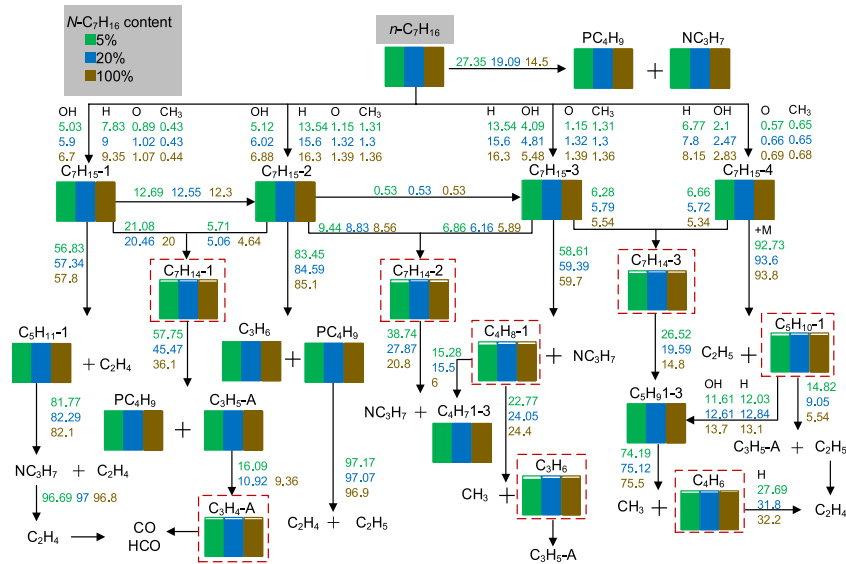 N-C₇H₁₆ content
5%
20%
100%
n-C₇H₁₆
27.35 19.09 14.5
PC₄H₉
+
NC₃H₇
OH H O CH₃
5.03 7.83 0.89 0.43
5.9 9 1.02 0.43
6.7 9.35 1.07 0.44
OH H O CH₃
5.12 13.54 1.15 1.31
6.02 15.6 1.32 1.3
6.88 16.3 1.39 1.36
H OH O CH₃
13.54 4.09 1.15 1.31
15.6 4.81 1.32 1.3
16.3 5.48 1.39 1.36
H OH O CH₃
6.77 2.1 0.57 0.65
7.8 2.47 0.66 0.65
8.15 2.83 0.69 0.68
C₇H₁₅-1
C₇H₁₅-2
C₇H₁₅-3
C₇H₁₅-4
12.69 12.55 12.3
0.53 0.53 0.53
21.08 5.71
20.46 20 5.06 4.64
9.44 8.83 8.56 6.86 6.16 5.89
6.28
5.79
5.54
6.66
5.72
5.34
56.83
57.34
57.8
83.45
84.59
85.1
58.61
59.39
59.7
+M
92.73
93.6
93.8
C₇H₁₄-1
C₇H₁₄-2
C₇H₁₄-3
C₅H₁₁-1
+ C₂H₄
57.75
45.47
36.1
C₃H₆
+
PC₄H₉
38.74
27.87
20.8
15.28
15.5
6
C₄H₈-1
+ NC₃H₇
26.52
19.59
14.8
C₂H₅ +
C₅H₁₀-1
81.77
82.29
82.1
PC₄H₉
+
C₃H₅-A
NC₃H₇ +
C₄H₇1-3
22.77
24.05
24.4
C₅H₉1-3
OH H
11.61 12.03
12.61 12.84
13.7 13.1
14.82
9.05
5.54
C₃H₅-A + C₂H₅
NC₃H₇ + C₂H₄
16.09
10.92 9.36
97.17
97.07
96.9
74.19
75.12
75.5
96.69 97 96.8
C₃H₄-A
CH₃ +
C₃H₆
CH₃ +
C₄H₆
H
27.69
31.8
32.2
C₂H₄
C₂H₄
CO
HCO
C₂H₄ + C₂H₅
C₃H₅-A